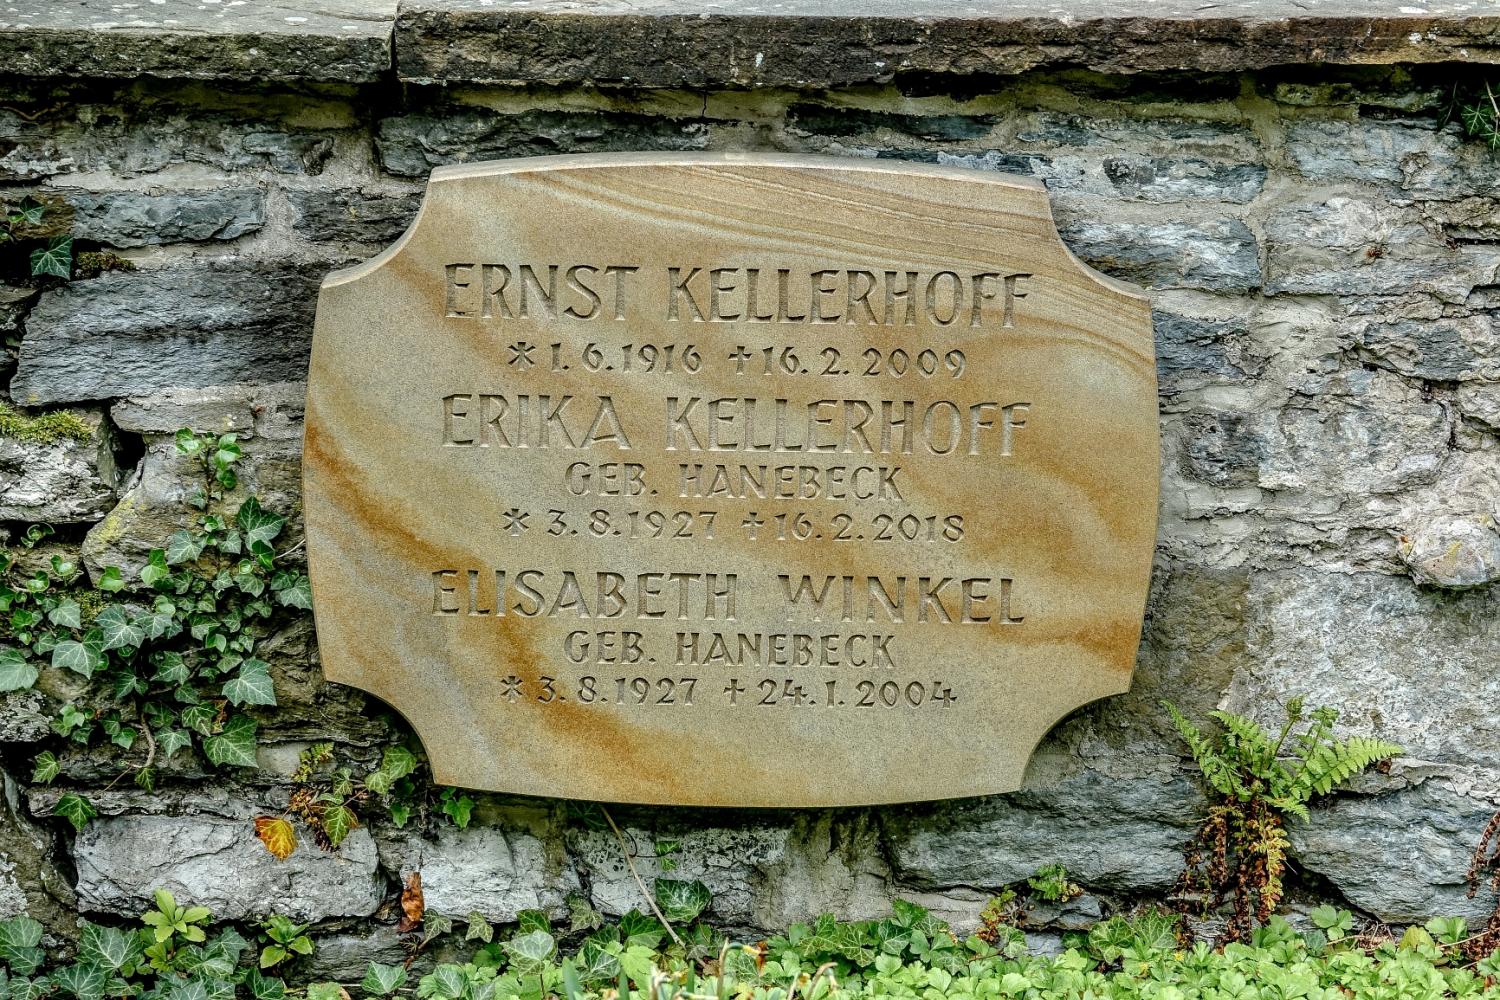 ERNST KELLERHOFF
* 1.6.1916 ✝ 16.2.2009
ERIKA KELLERHOFF
GEB. HANEBECK
* 3.8.1927 ✝ 16.2.2018
ELISABETH WINKEL
GEB. HANEBECK
* 3.8.1927 ✝ 24.1.2004